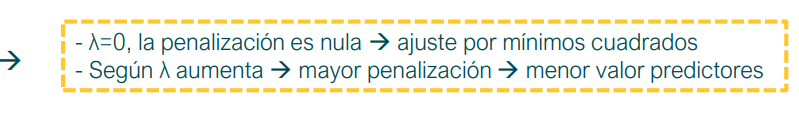 - λ=0, la penalización es nula → ajuste por mínimos cuadrados
→
- Según λ aumenta → mayor penalización → menor valor predictores